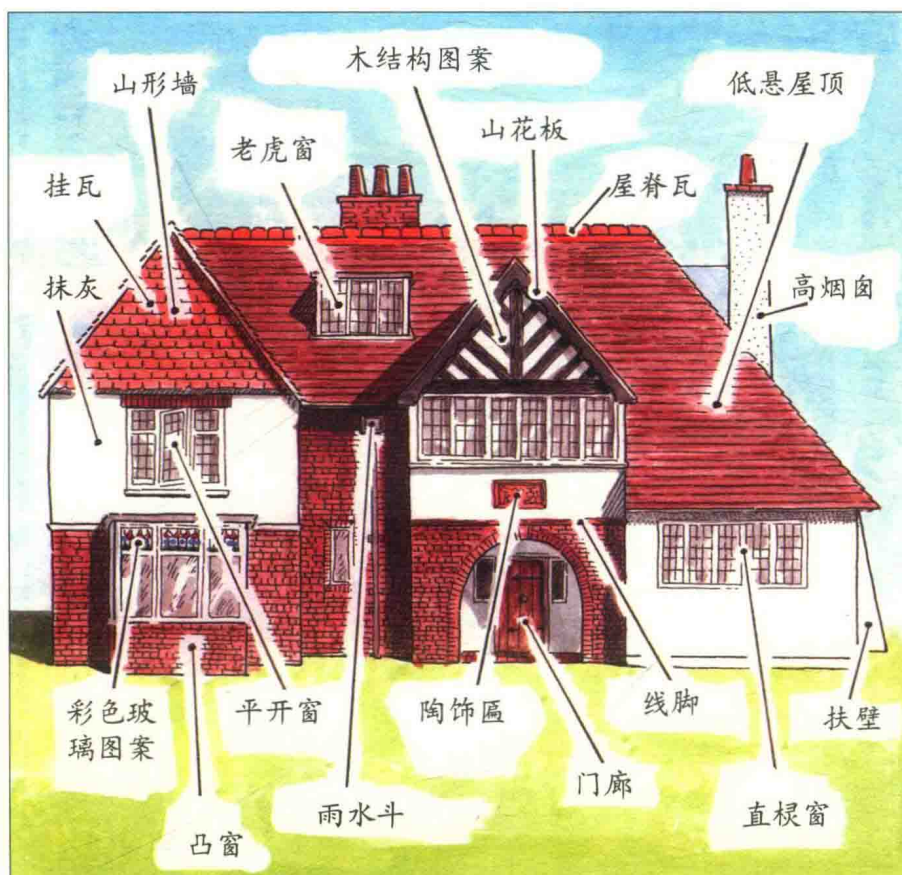 木结构图案
山形墙
低悬屋顶
山花板
老虎窗
挂瓦
屋脊瓦
抹灰
高烟囱
彩色玻
璃图案
平开窗
陶饰匾
线脚
扶壁
门廊
雨水斗
直棂窗
凸窗